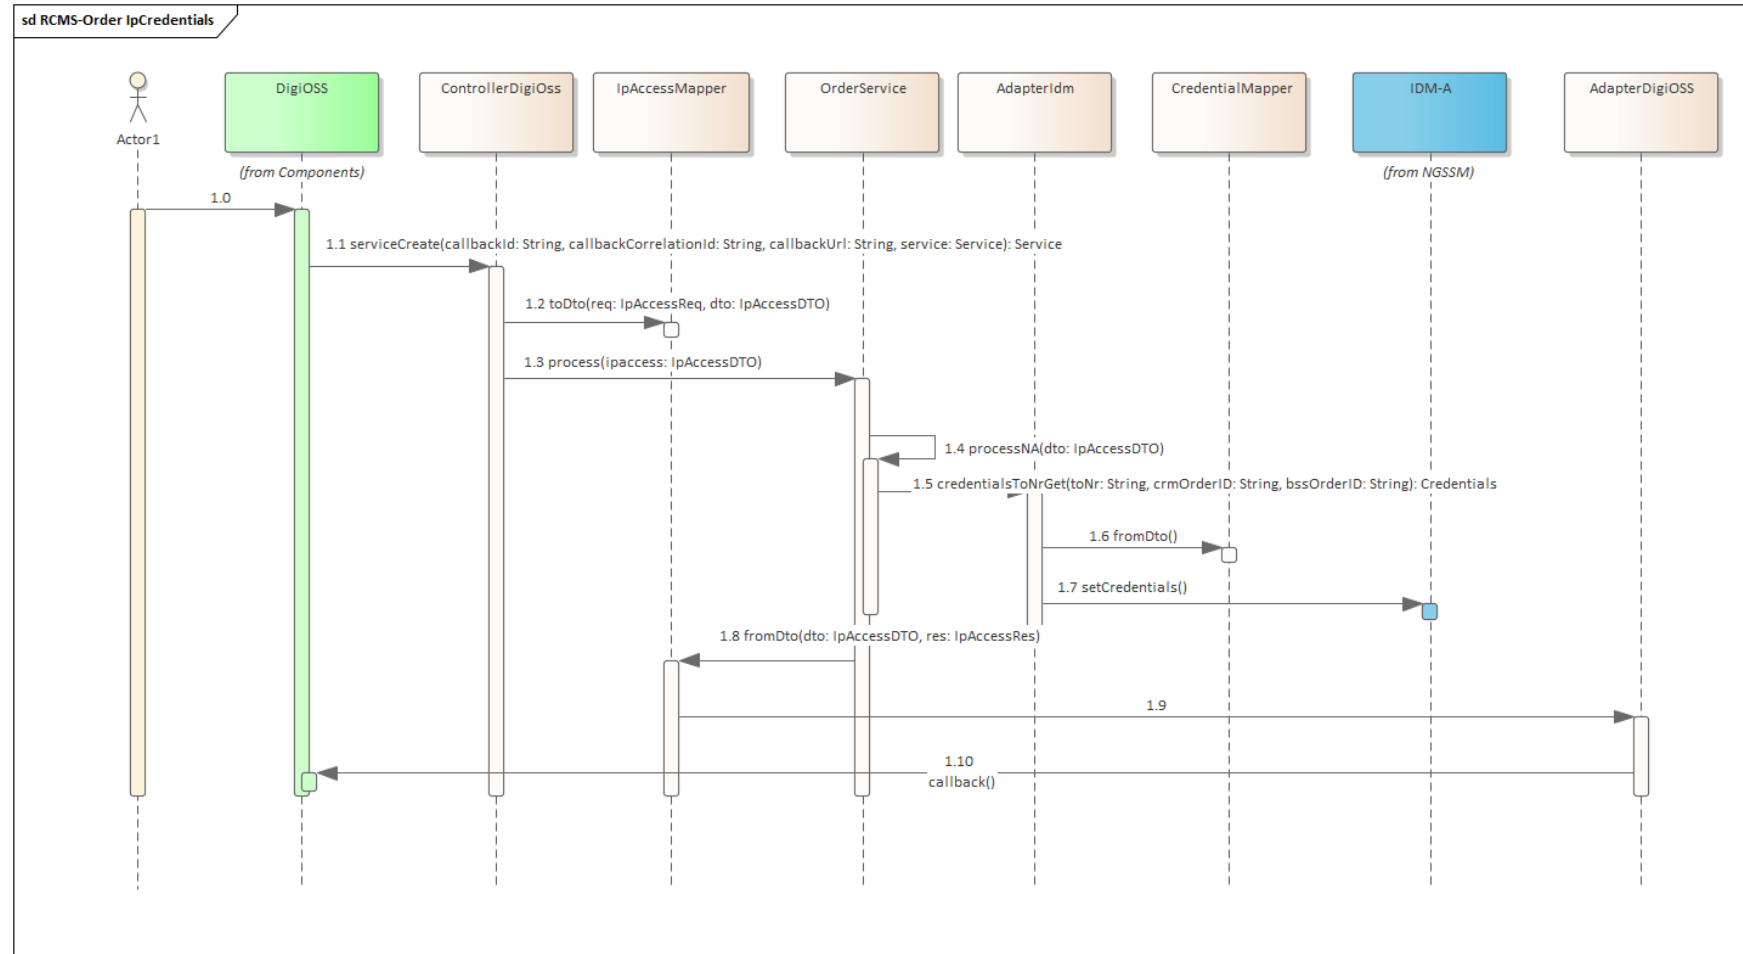 sd RCMS-Order IpCredentials
DigiOSS
ControllerDigiOss
IpAccessMapper
OrderService
AdapterIdm
CredentialMapper
IDM-A
AdapterDigiOSS
Actor1
(from Components)
(from NGSSM)
1.0
1.1 serviceCreate(callbackId: String, callbackCorrelationId: String, callbackUrl: String, service: Service): Service
1.2 toDto(req: IpAccessReq, dto: IpAccessDTO)
1.3 process(ipaccess: IpAccessDTO)
1.4 processNA(dto: IpAccessDTO)
1.5 credentialsToNrGet(toNr: String, crmOrderID: String, bssOrderID: String): Credentials
1.6 fromDto()
1.7 setCredentials()
1.8 fromDto(dto: IpAccessDTO, res: IpAccessRes)
1.9
1.10
callback()